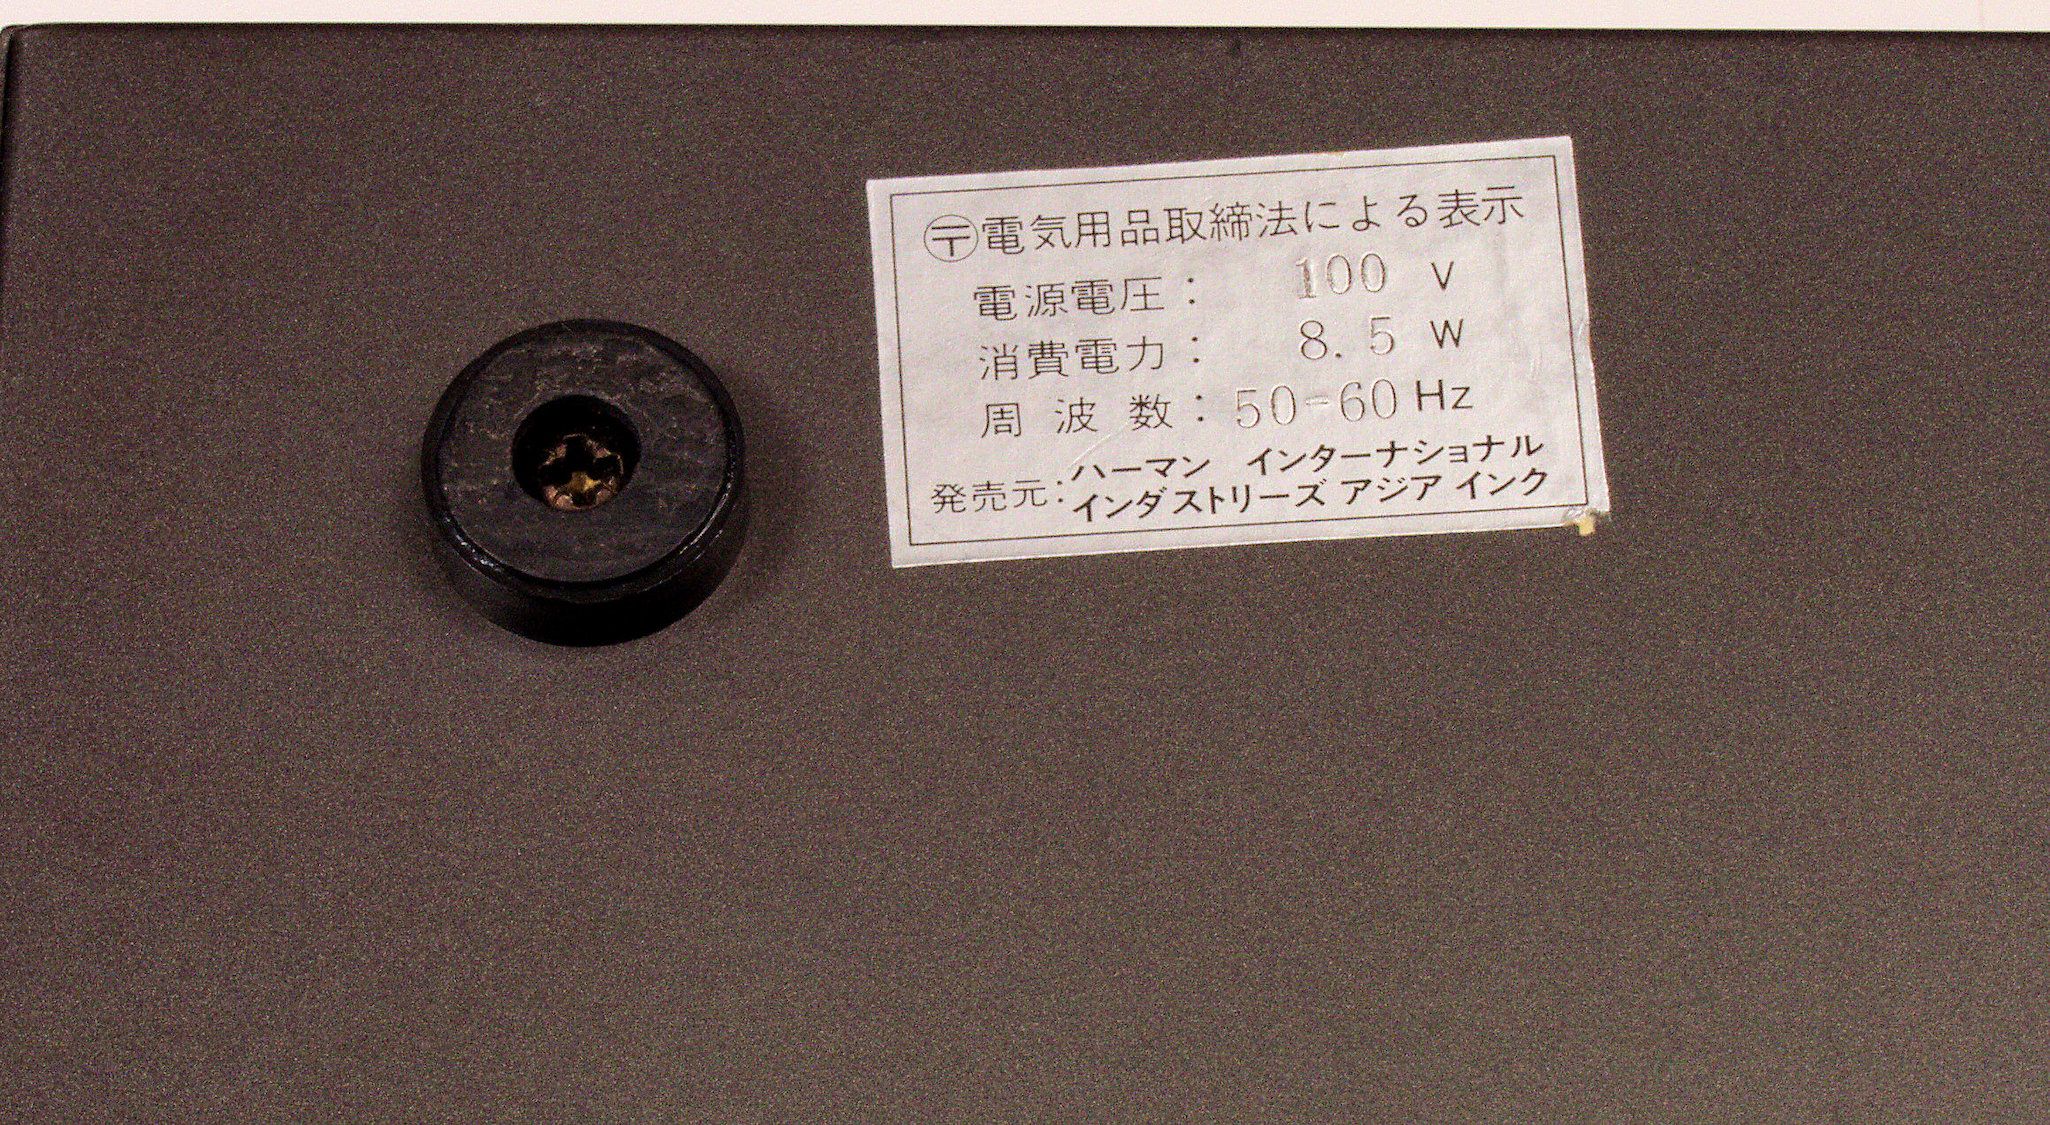 〶電気用品取締法による表示
電源電圧: 100 V
消費電力: 8.5 W
周波数: 50-60 Hz
発売元: ハーマン インターナショナル
インダストリーズ アジア インク